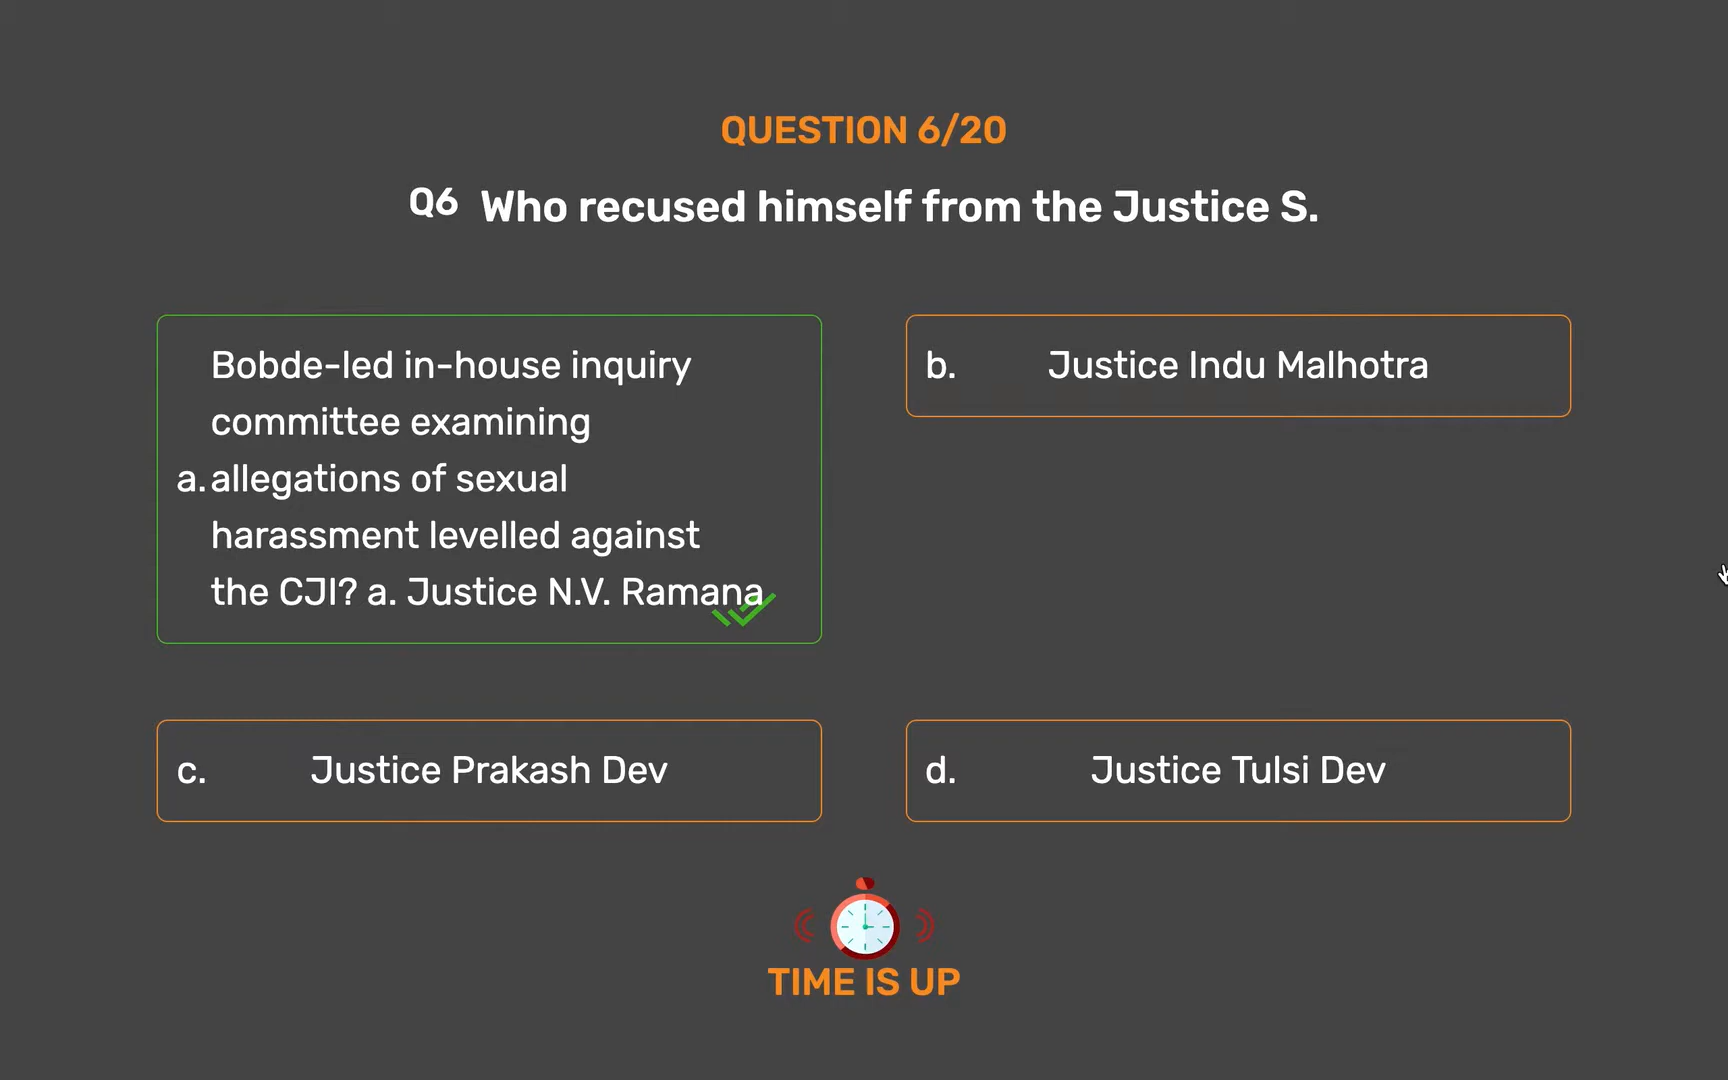 QUESTION 6/20
Q6 Who recused himself from the Justice S.
Bobde-led in-house inquiry
committee examining
a. allegations of sexual
harassment levelled against
the CJI? a. Justice N.V. Ramana
b. Justice Indu Malhotra
c. Justice Prakash Dev
d. Justice Tulsi Dev
TIME IS UP